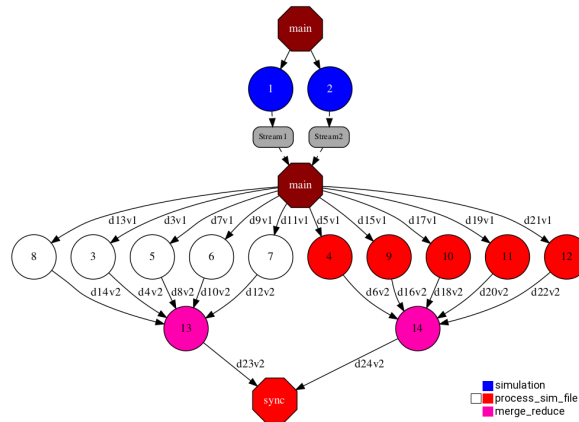 main
1 2
Stream1 Stream2
main
d13v1 d3v1 d7v1 d9v1 d11v1 d5v1 d15v1 d17v1 d19v1 d21v1
8 3 5 6 7 4 9 10 11 12
d14v2 d4v2 d8v2 d10v2 d12v2 d6v2 d16v2 d18v2 d20v2 d22v2
13 14
d23v2 d24v2
sync
simulation
process_sim_file
merge_reduce